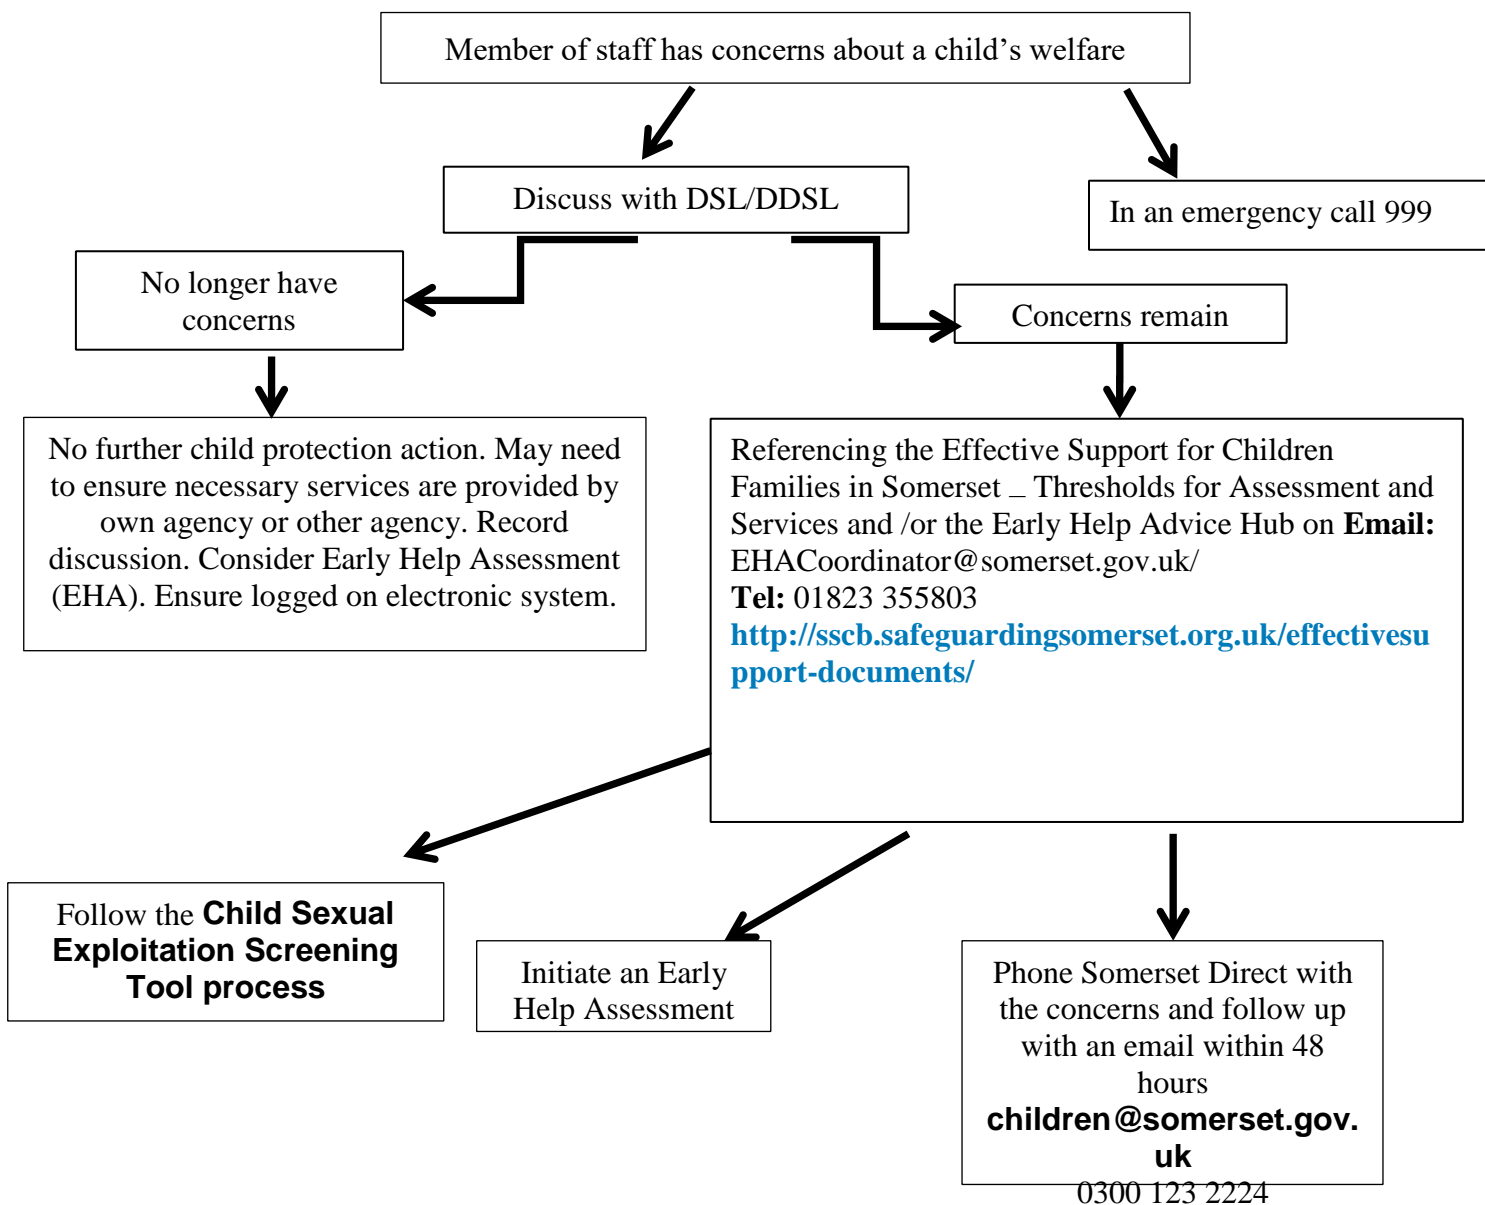 Member of staff has concerns about a child’s welfare
Discuss with DSL/DDSL
In an emergency call 999
No longer have
concerns
Concerns remain
No further child protection action. May need
to ensure necessary services are provided by
own agency or other agency. Record
discussion. Consider Early Help Assessment
(EHA). Ensure logged on electronic system.
Referencing the Effective Support for Children
Families in Somerset _ Thresholds for Assessment and
Services and /or the Early Help Advice Hub on Email:
EHACoordinator@somerset.gov.uk/
Tel: 01823 355803
http://sscb.safeguardingsomerset.org.uk/effectivesu
pport-documents/
Follow the Child Sexual
Exploitation Screening
Tool process
Initiate an Early
Help Assessment
Phone Somerset Direct with
the concerns and follow up
with an email within 48
hours
children@somerset.gov.
uk
0300 123 2224